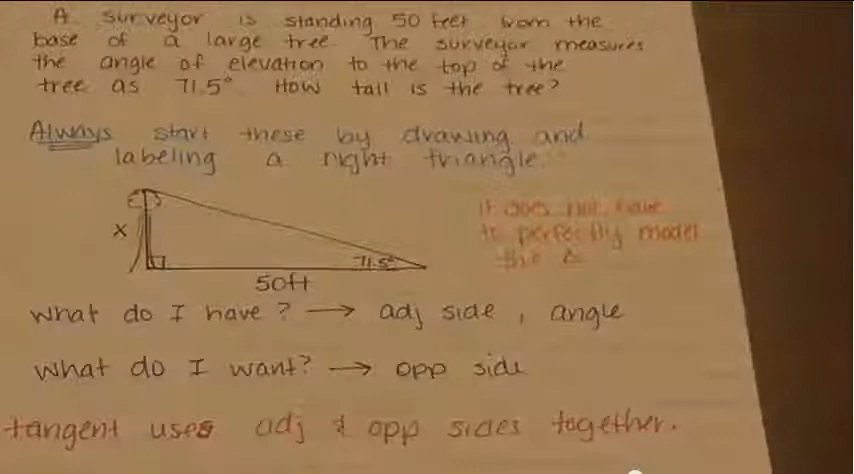 A surveyor is standing 50 feet from the
base of a large tree. The surveyor measures
the angle of elevation to the top of the
tree as 71.5° How tall is the tree?
Always start these by drawing and
labeling a right triangle.
It does not have
to perfectly model
the Δ
x
71.5°
50ft
What do I have? → adj side, angle
What do I want? → opp side
tangent uses adj & opp sides together.